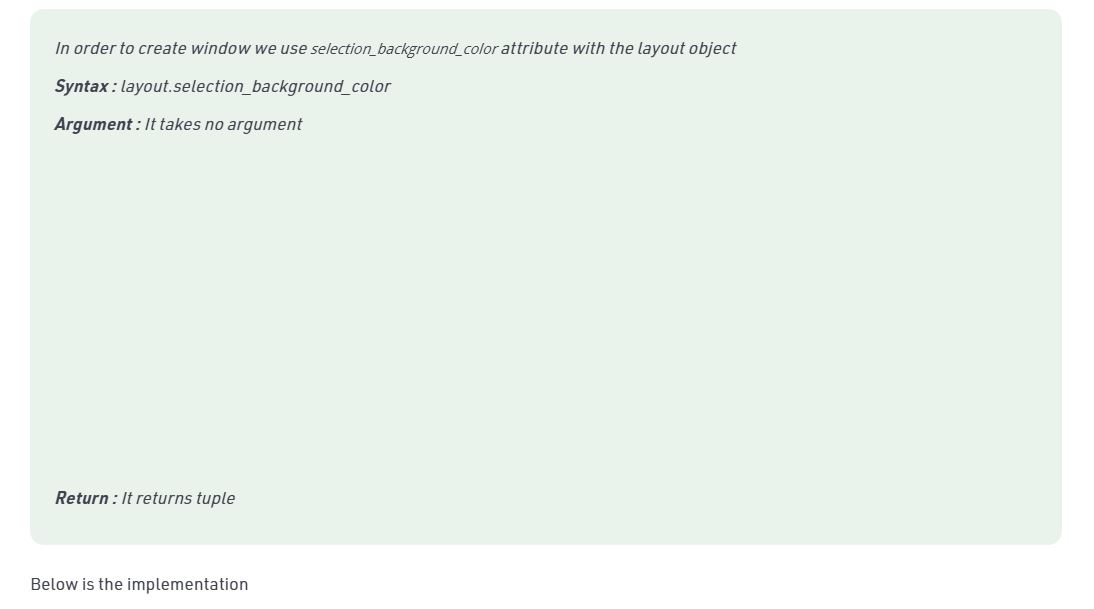 In order to create window we use selection_background_color attribute with the layout object
Syntax : layout.selection_background_color
Argument : It takes no argument
Return : It returns tuple
Below is the implementation